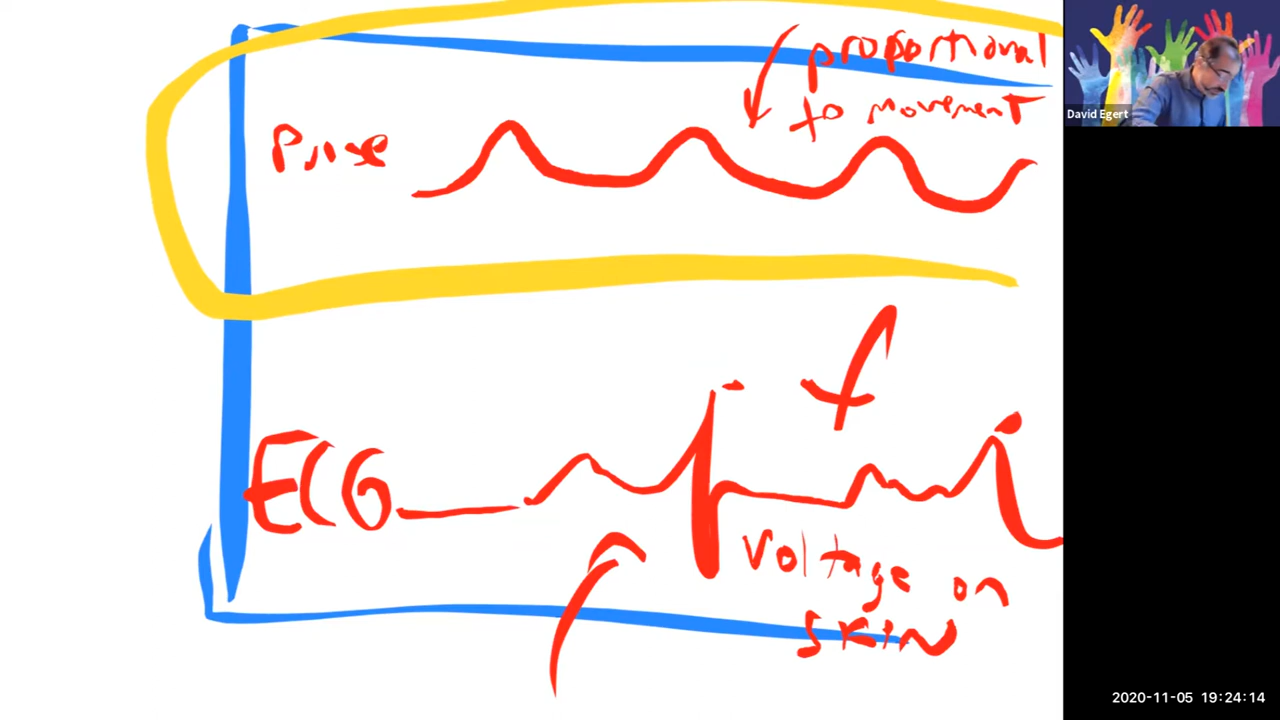 proportional
to movement
Pulse
David Egert
ECG
Voltage on
SKIN
2020-11-05 19:24:14